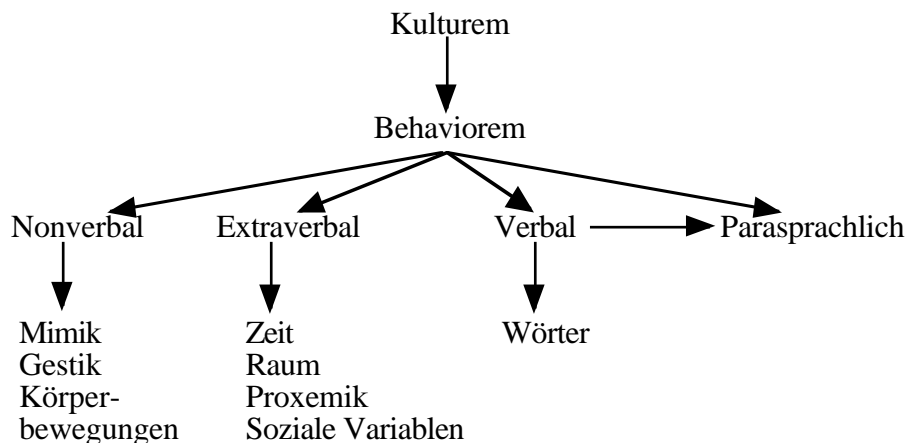 Kulturem
Behaviorem
Nonverbal Extraverbal Verbal Parasprachlich
Mimik Zeit Wörter
Gestik Raum
Körper- Proxemik
bewegungen Soziale Variablen